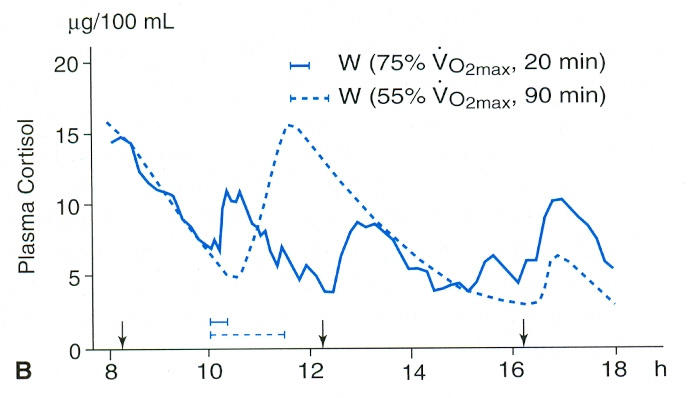 µg/100 mL
W (75% V̇O2max, 20 min)
W (55% V̇O2max, 90 min)
Plasma Cortisol
20
15
10
5
0
8 10 12 14 16 18 h
B